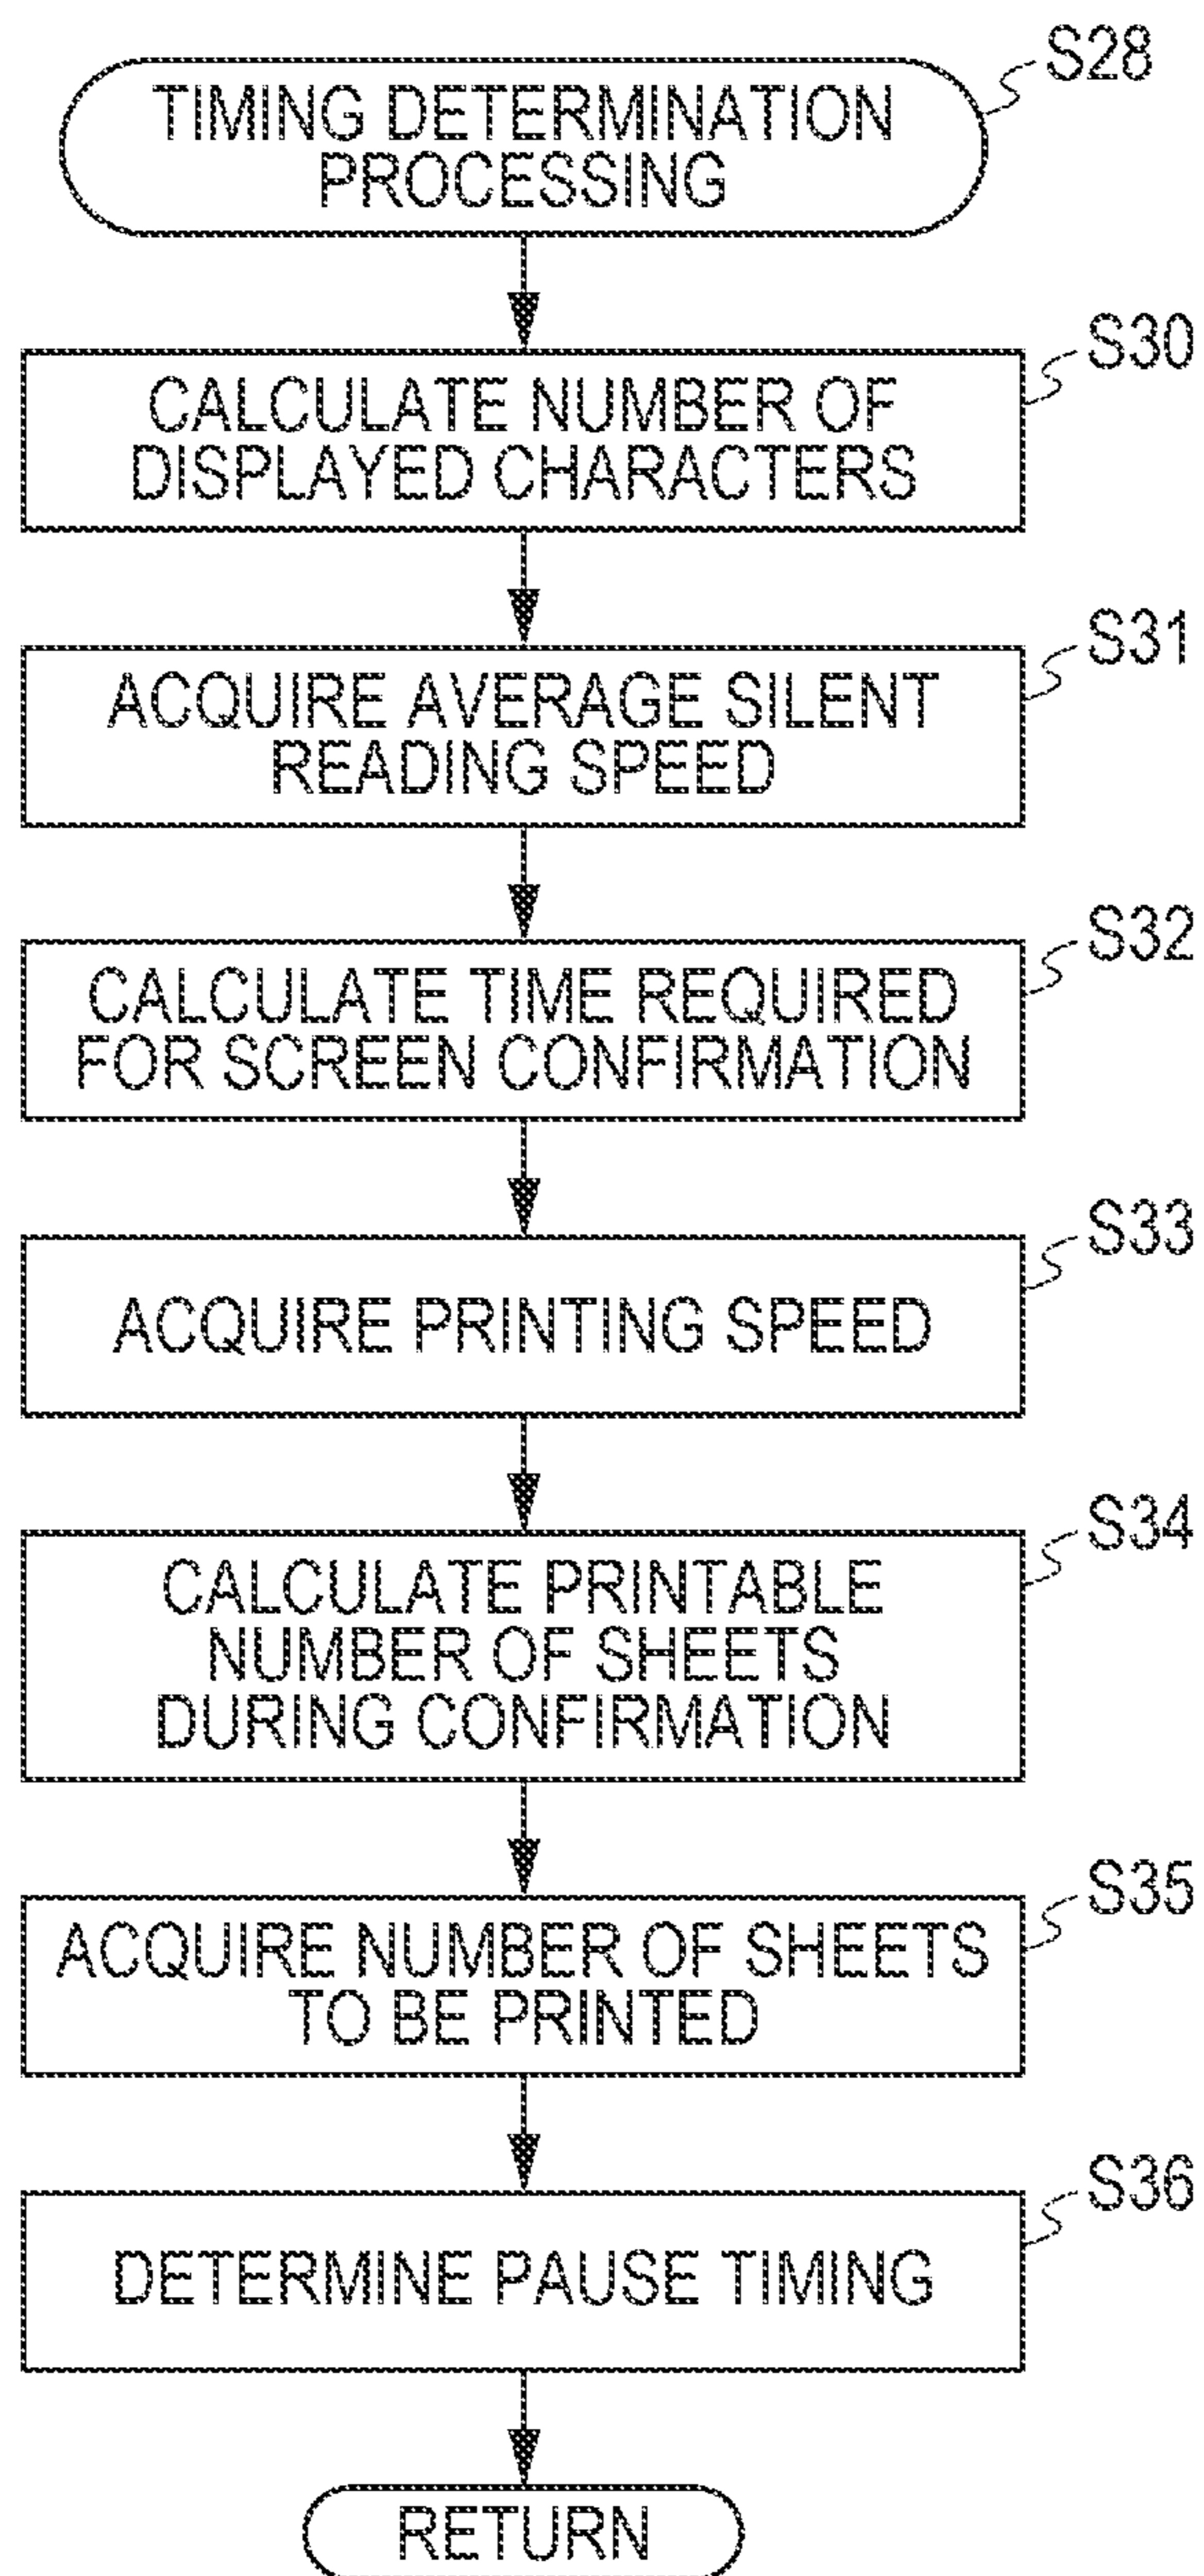 S28
TIMING DETERMINATION
PROCESSING
S30
CALCULATE NUMBER OF
DISPLAYED CHARACTERS
S31
ACQUIRE AVERAGE SILENT
READING SPEED
S32
CALCULATE TIME REQUIRED
FOR SCREEN CONFIRMATION
S33
ACQUIRE PRINTING SPEED
S34
CALCULATE PRINTABLE
NUMBER OF SHEETS
DURING CONFIRMATION
S35
ACQUIRE NUMBER OF SHEETS
TO BE PRINTED
S36
DETERMINE PAUSE TIMING
RETURN